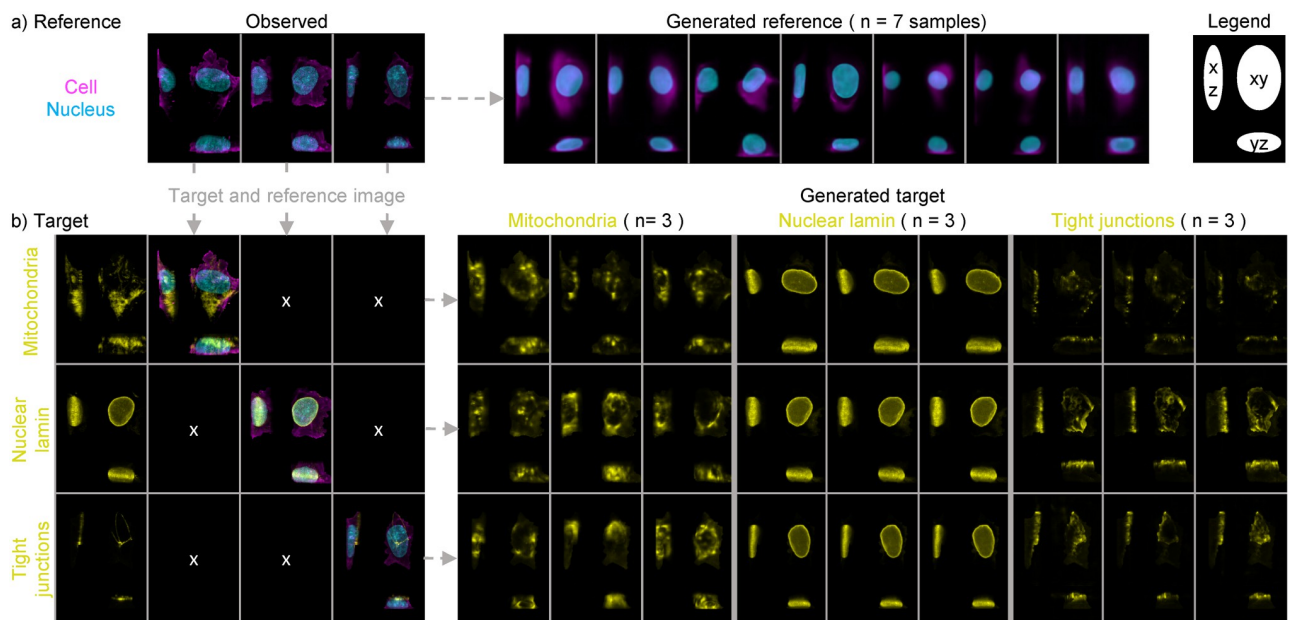 a) Reference
Observed
Generated reference ( n = 7 samples)
Legend
Cell
Nucleus
x
z
xy
yz
Target and reference image
Generated target
b) Target
Mitochondria ( n= 3 )
Nuclear lamin ( n = 3 )
Tight junctions ( n = 3 )
Mitochondria
x
x
Nuclear
lamin
x
x
Tight
junctions
x
x